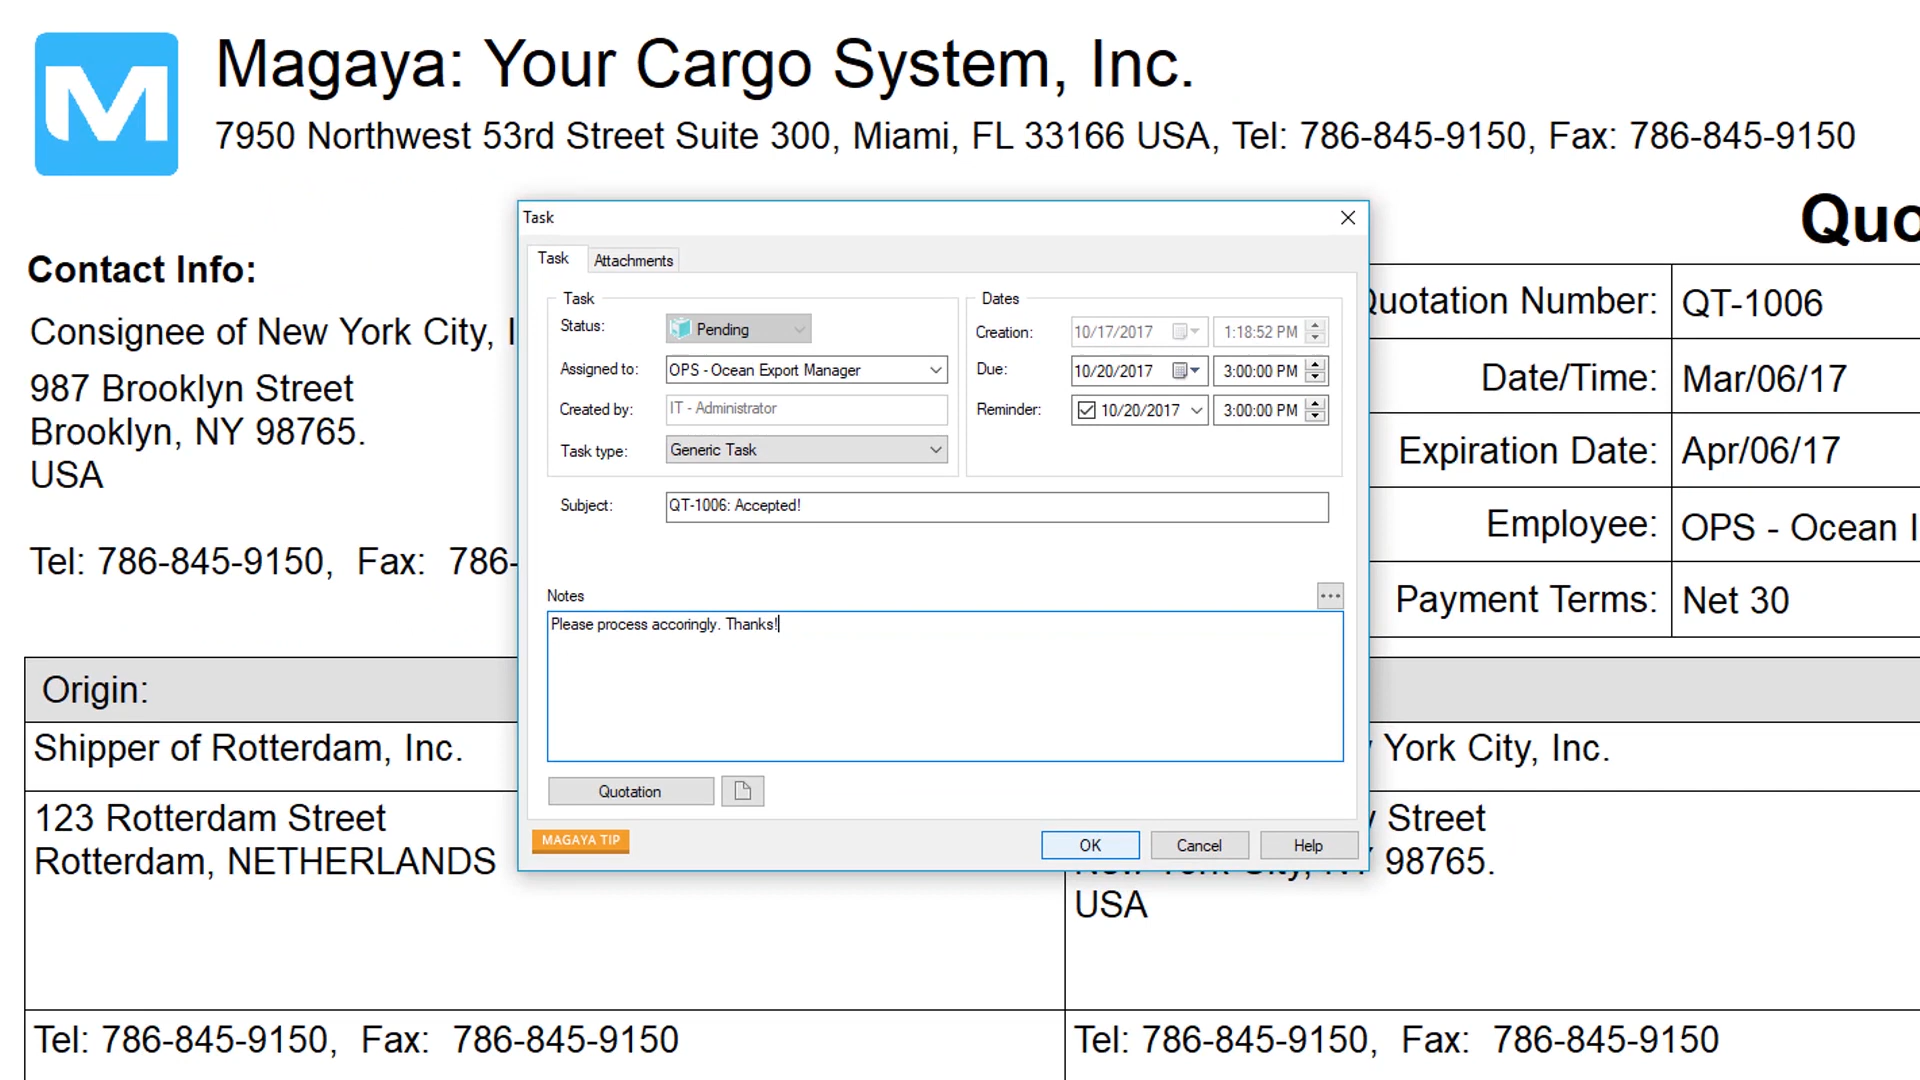 Magaya: Your Cargo System, Inc.
7950 Northwest 53rd Street Suite 300, Miami, FL 33166 USA, Tel: 786-845-9150, Fax: 786-845-9150
Quo
Contact Info:
Consignee of New York City, I
987 Brooklyn Street
Brooklyn, NY 98765.
USA
Tel: 786-845-9150, Fax: 786-
Quotation Number: QT-1006
Date/Time: Mar/06/17
Expiration Date: Apr/06/17
Employee: OPS - Ocean I
Payment Terms: Net 30
Task
Task Attachments
Task
Status: Pending
Assigned to: OPS - Ocean Export Manager
Created by: IT - Administrator
Task type: Generic Task
Dates
Creation: 10/17/2017 1:18:52 PM
Due: 10/20/2017 3:00:00 PM
Reminder: 10/20/2017 3:00:00 PM
Subject: QT-1006: Accepted!
Notes
Please process accoringly. Thanks!
Quotation
MAGAYA TIP
OK Cancel Help
Origin:
Shipper of Rotterdam, Inc.
123 Rotterdam Street
Rotterdam, NETHERLANDS
Tel: 786-845-9150, Fax: 786-845-9150
York City, Inc.
Street
New York City, NY 98765.
USA
Tel: 786-845-9150, Fax: 786-845-9150